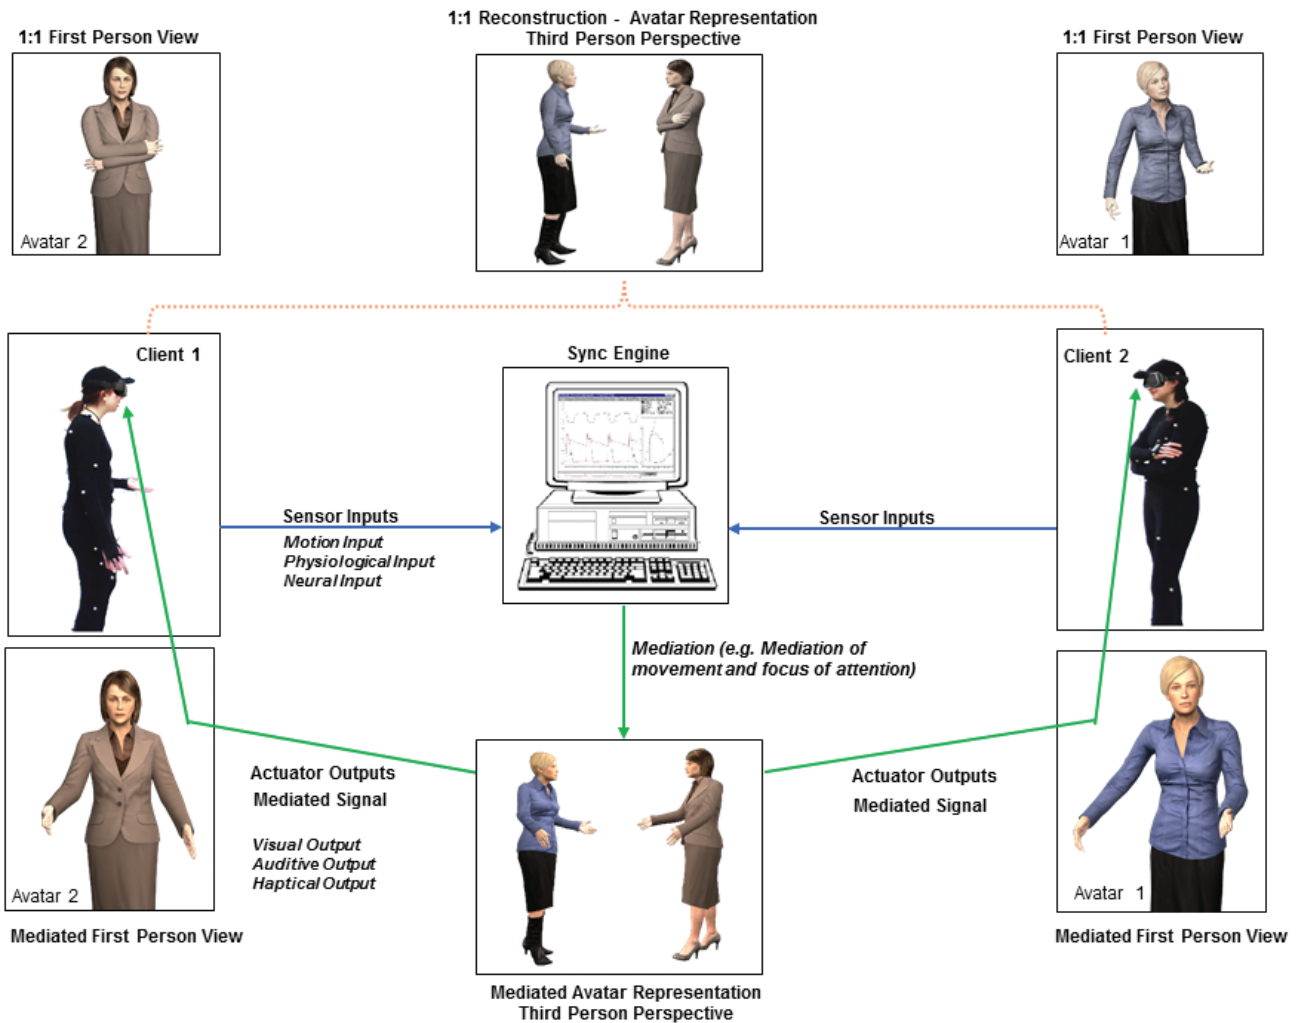 1:1 First Person View
1:1 Reconstruction - Avatar Representation
Third Person Perspective
1:1 First Person View
Avatar 2
Avatar 1
Client 1
Sync Engine
Client 2
Sensor Inputs
Motion Input
Physiological Input
Neural Input
Sensor Inputs
Mediation (e.g. Mediation of
movement and focus of attention)
Actuator Outputs
Mediated Signal
Visual Output
Auditive Output
Haptical Output
Actuator Outputs
Mediated Signal
Avatar 2
Avatar 1
Mediated First Person View
Mediated First Person View
Mediated Avatar Representation
Third Person Perspective